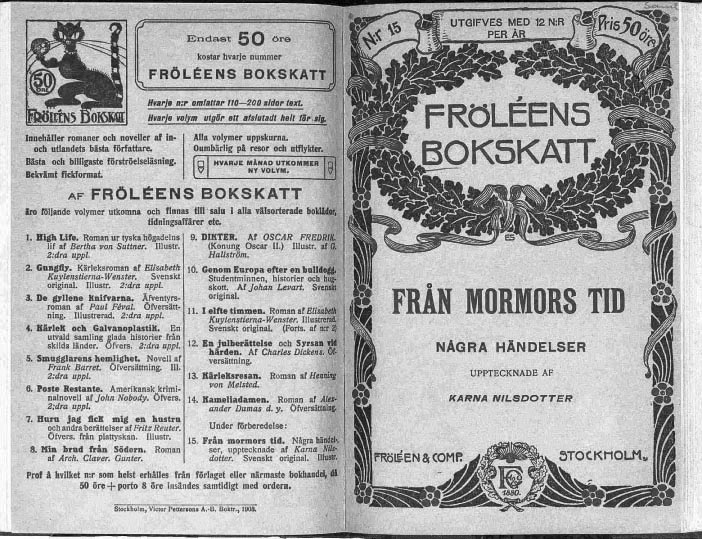 50
öre
FRÖLÉENS BOKSKATT
Endast 50 öre
kostar hvarje nummer
FRÖLÉENS BOKSKATT
Hvarje n:r omfattar 110—200 sidor text.
Hvarje volym utgör ett afslutadt helt för sig.
Innehåller romaner och noveller af in-
och utlandets bästa författare.
Bästa och billigaste förströelseläsning.
Bekvämt fickformat.
Alla volymer uppskurna.
Oumbärlig på resor och utflykter.
HVARJE MÅNAD UTKOMMER
NY VOLYM.
AF FRÖLÉENS BOKSKATT
äro följande volymer utkomna och finnas till salu i alla välsorterade boklådor,
tidningsaffärer etc.
1. High Life. Roman ur tyska högadelns
lif af Bertha von Suttner. Illustr.
2:dra uppl.
2. Gungfly. Kärleksroman af Elisabeth
Kuylenstierna-Wenster. Svenskt
original. Illustr. 2:dra uppl.
3. De gyllene knifvarna. Äfventyrs-
roman af Paul Féval. Öfversätt-
ning. Illustrerad. 2:dra uppl.
4. Kärlek och Galvanoplastik. En
utvald samling glada historier från
skilda länder. Öfvers. 2:dra uppl.
5. Smugglarens hemlighet. Novell af
Frank Barret. Öfversättning. Ill.
2:dra uppl.
6. Poste Restante. Amerikansk krimi-
nalnovell af John Nobody. Öfvers.
2:dra uppl.
7. Huru jag fick mig en hustru
och andra berättelser af Fritz Reuter.
Öfvers. från plattyskan. Illustr.
8. Min brud från Södern. Roman
af Arch. Claver. Gunter.
9. DIKTER. Af OSCAR FREDRIK.
(Konung Oscar II.) Illustr. af G.
Hallström.
10. Genom Europa efter en bulldogg.
Studentminnen, historier och hug-
skott. Af Johan Levart. Svenskt
original.
11. I elfte timmen. Roman af Elisabeth
Kuylenstierna-Wenster. Illustrerad.
Svenskt original. (Forts. af n:r 2)
12. En julberättelse och Syrsan vid
härden. Af Charles Dickens. Öf-
versättning.
13. Kärleksresan. Roman af Henning
von Melsted.
14. Kameliadamen. Roman af Alex-
ander Dumas d. y. Öfversättning.
Under förberedelse:
15. Från mormors tid. Några händel-
ser, upptecknade af Karna Nils-
dotter. Svenskt original. Illustr.
Prof å hvilket n:r som helst erhålles från förlaget eller närmaste bokhandel, då
50 öre + porto 8 öre insändes samtidigt med ordern.
Stockholm, Victor Pettersons A.-B. Boktr., 1903.
N:r 15
UTGIFVES MED 12 N:R
PER ÅR
Pris 50 öre
FRÖLÉENS
BOKSKATT
ES
FRÅN MORMORS TID
NÅGRA HÄNDELSER
UPPTECKNADE AF
KARNA NILSDOTTER
FRÖLÉEN & COMP.
STOCKHOLM.
1880.